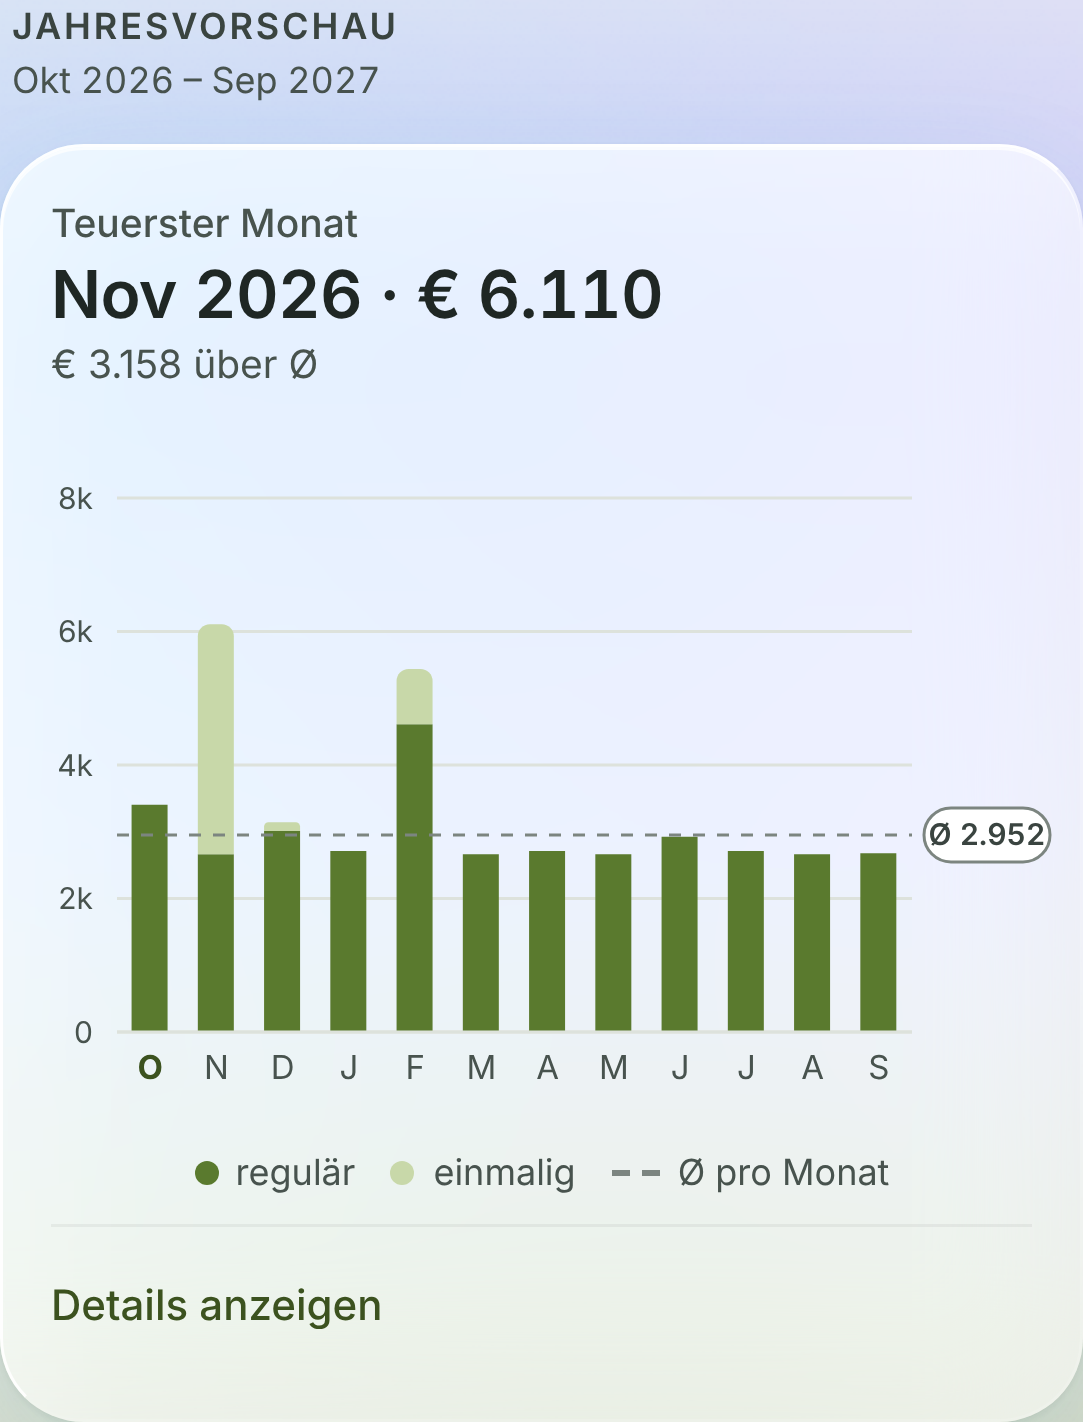 JAHRESVORSCHAU
Okt 2026 – Sep 2027
Teuerster Monat
Nov 2026 · € 6.110
€ 3.158 über Ø
8k
6k
4k
Ø 2.952
2k
0
O N D J F M A M J J A S
regulär einmalig Ø pro Monat
Details anzeigen